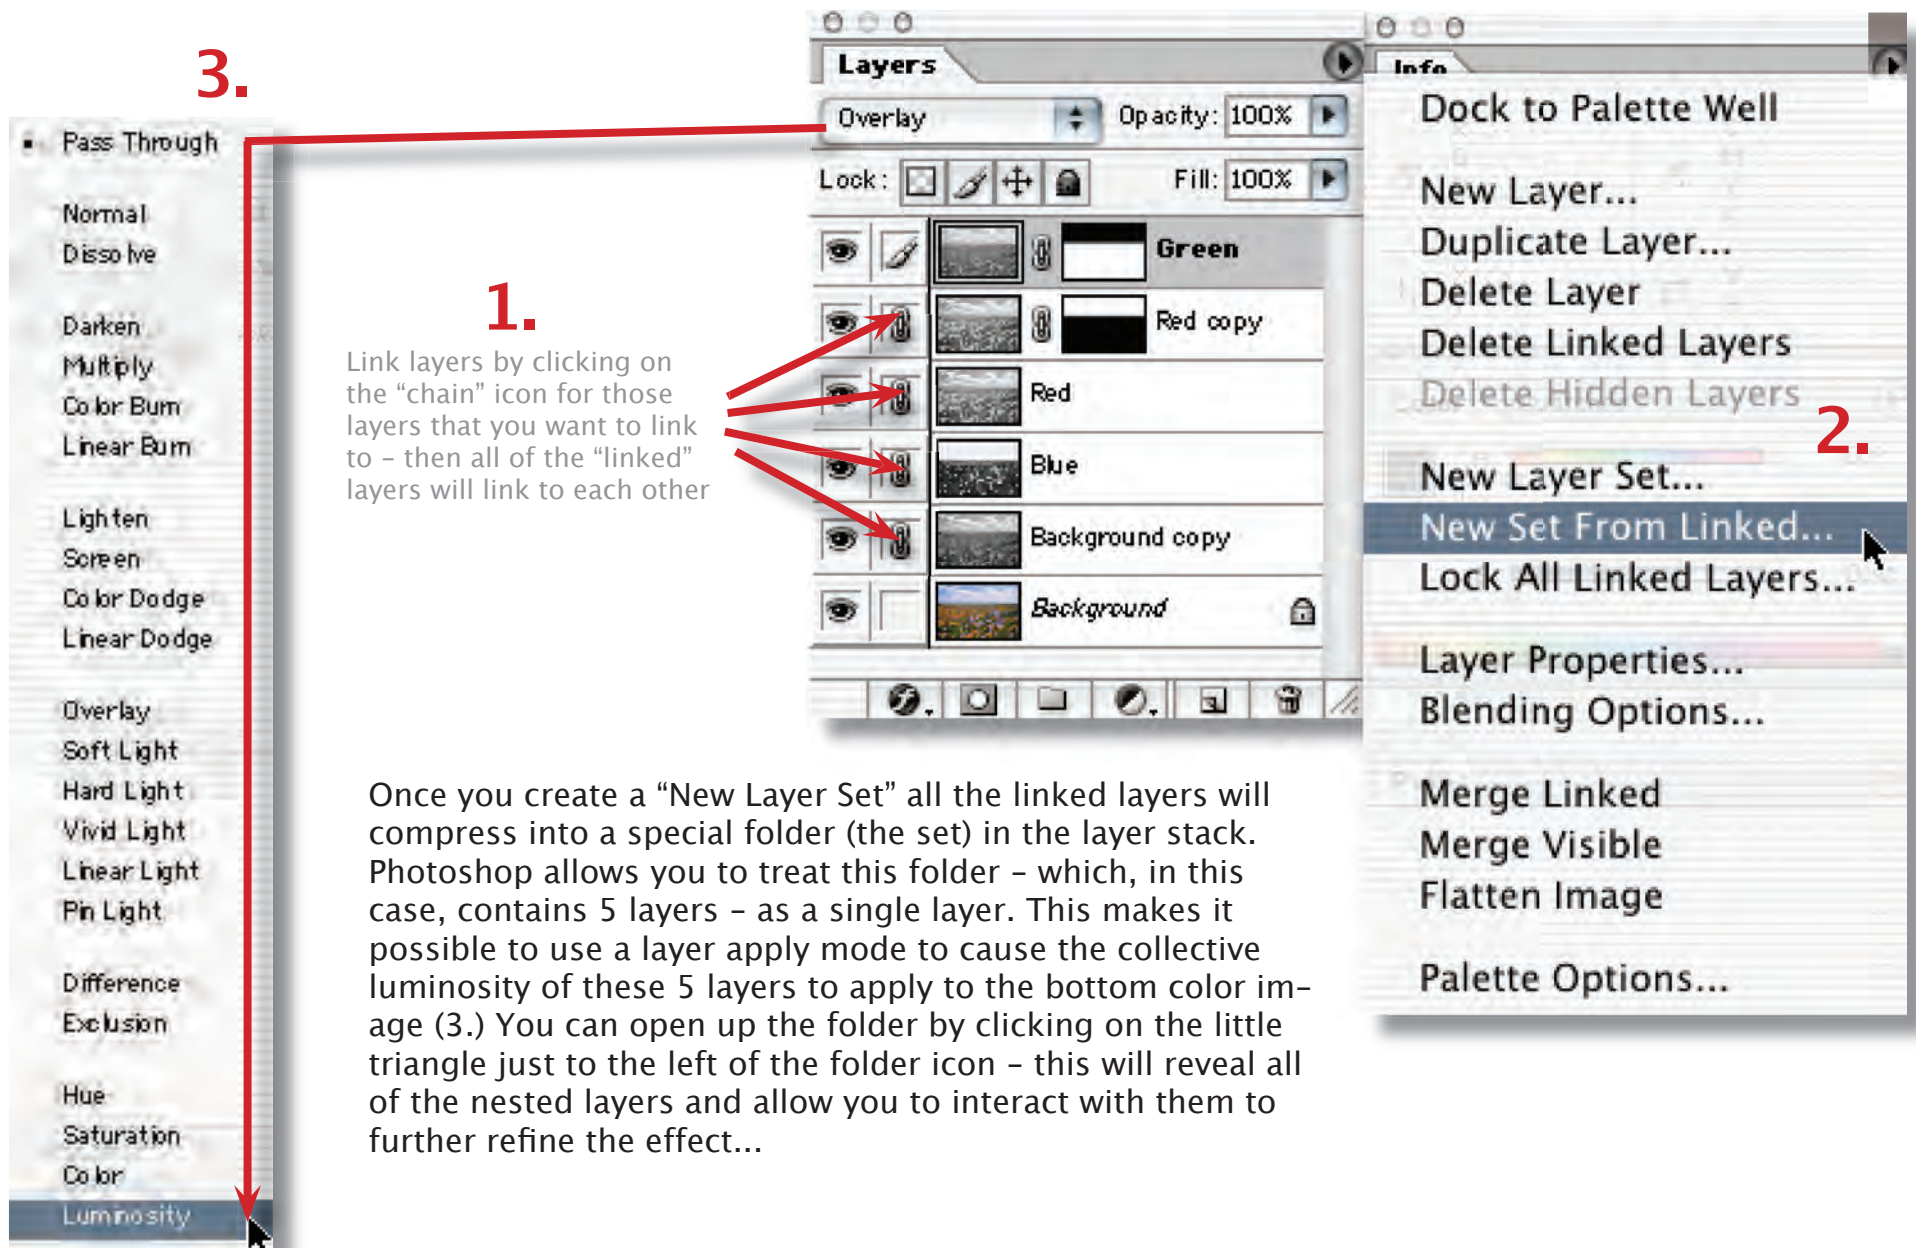 3.
Pass Through
Normal
Dissolve
Darken
Multiply
Color Burn
Linear Burn
Lighten
Screen
Color Dodge
Linear Dodge
Overlay
Soft Light
Hard Light
Vivid Light
Linear Light
Pin Light
Difference
Exclusion
Hue
Saturation
Color
Luminosity
1.
Link layers by clicking on
the “chain” icon for those
layers that you want to link
to – then all of the “linked”
layers will link to each other
Layers
Overlay Opacity: 100%
Lock: Fill: 100%
Green
Red copy
Red
Blue
Background copy
Background
Info
Dock to Palette Well
New Layer...
Duplicate Layer...
Delete Layer
Delete Linked Layers
Delete Hidden Layers
2.
New Layer Set...
New Set From Linked...
Lock All Linked Layers...
Layer Properties...
Blending Options...
Merge Linked
Merge Visible
Flatten Image
Palette Options...
Once you create a “New Layer Set” all the linked layers will
compress into a special folder (the set) in the layer stack.
Photoshop allows you to treat this folder – which, in this
case, contains 5 layers – as a single layer. This makes it
possible to use a layer apply mode to cause the collective
luminosity of these 5 layers to apply to the bottom color im-
age (3.) You can open up the folder by clicking on the little
triangle just to the left of the folder icon – this will reveal all
of the nested layers and allow you to interact with them to
further refine the effect...